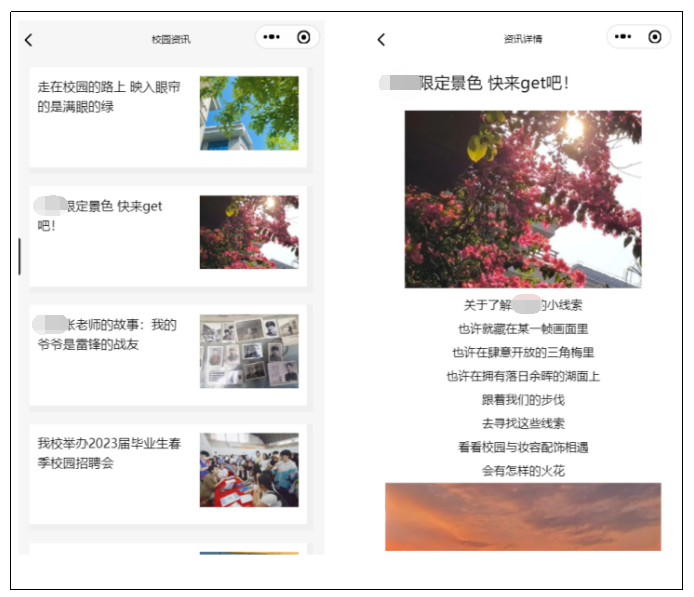 校园资讯
走在校园的路上 映入眼帘
的是满眼的绿
限定景色 快来get
吧！
张老师的故事：我的
爷爷是雷锋的战友
我校举办2023届毕业生春
季校园招聘会
资讯详情
限定景色 快来get吧！
关于了解 的小线索
也许就藏在某一帧画面里
也许在肆意开放的三角梅里
也许在拥有落日余晖的湖面上
跟着我们的步伐
去寻找这些线索
看看校园与妆容配饰相遇
会有怎样的火花